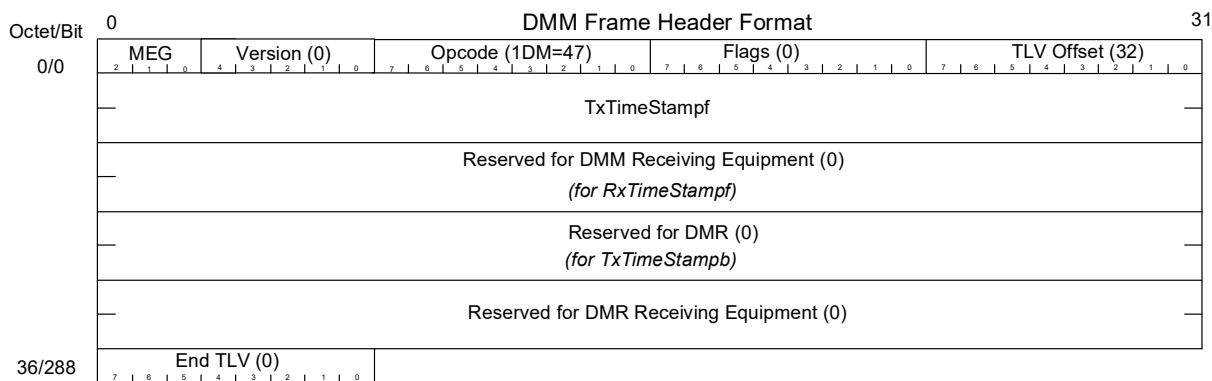 DMM Frame Header Format
Octet/Bit 0 31
MEG Version (0) Opcode (1DM=47) Flags (0) TLV Offset (32)
0/0 2 1 0 4 3 2 1 0 7 6 5 4 3 2 1 0 7 6 5 4 3 2 1 0 7 6 5 4 3 2 1 0
TxTimeStampf
Reserved for DMM Receiving Equipment (0)
(for RxTimeStampf)
Reserved for DMR (0)
(for TxTimeStampb)
Reserved for DMR Receiving Equipment (0)
End TLV (0)
36/288 7 6 5 4 3 2 1 0